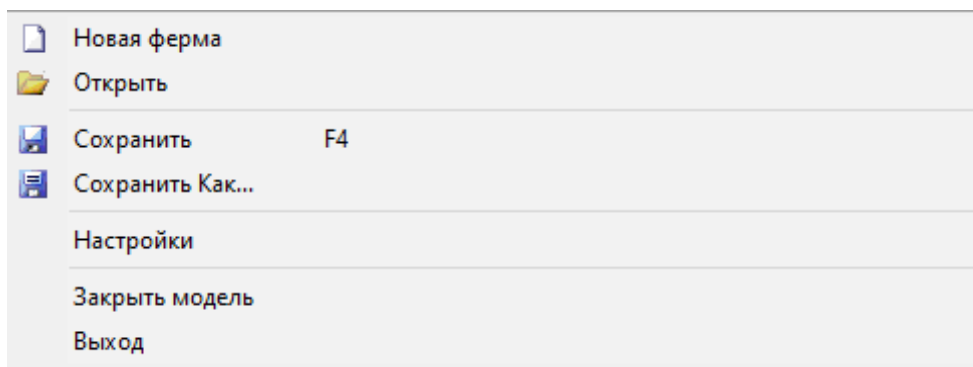 Новая ферма
Открыть
Сохранить F4
Сохранить Как...
Настройки
Закрыть модель
Выход